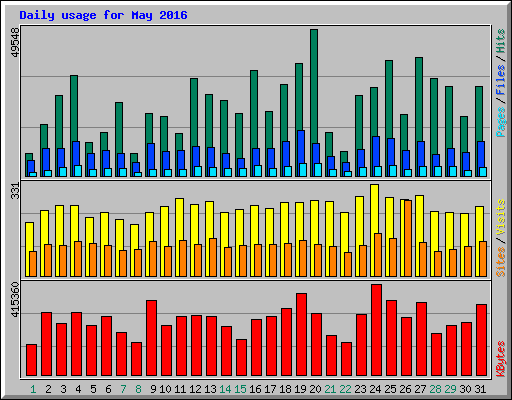 Daily usage for May 2016
49548
Pages / Files / Hits
331
Sites / Visits
415360
KBytes
1 2 3 4 5 6 7 8 9 10 11 12 13 14 15 16 17 18 19 20 21 22 23 24 25 26 27 28 29 30 31